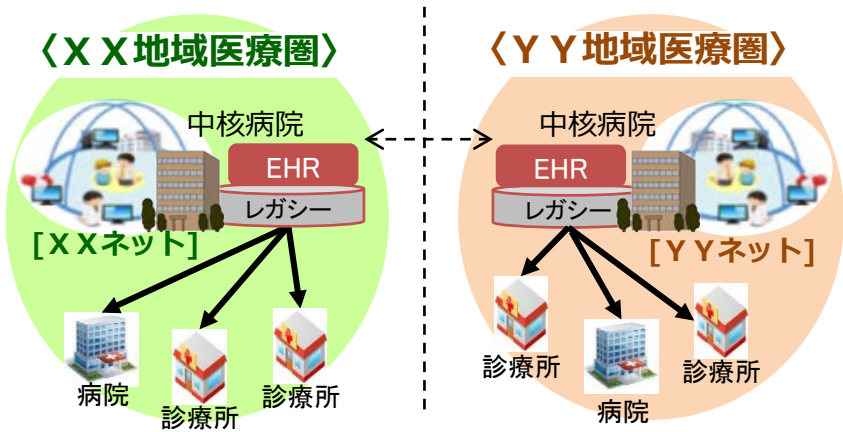 〈ＸＸ地域医療圏〉
中核病院
EHR
レガシー
[ＸＸネット]
病院
診療所
診療所
〈ＹＹ地域医療圏〉
中核病院
EHR
レガシー
[ＹＹネット]
診療所
病院
診療所